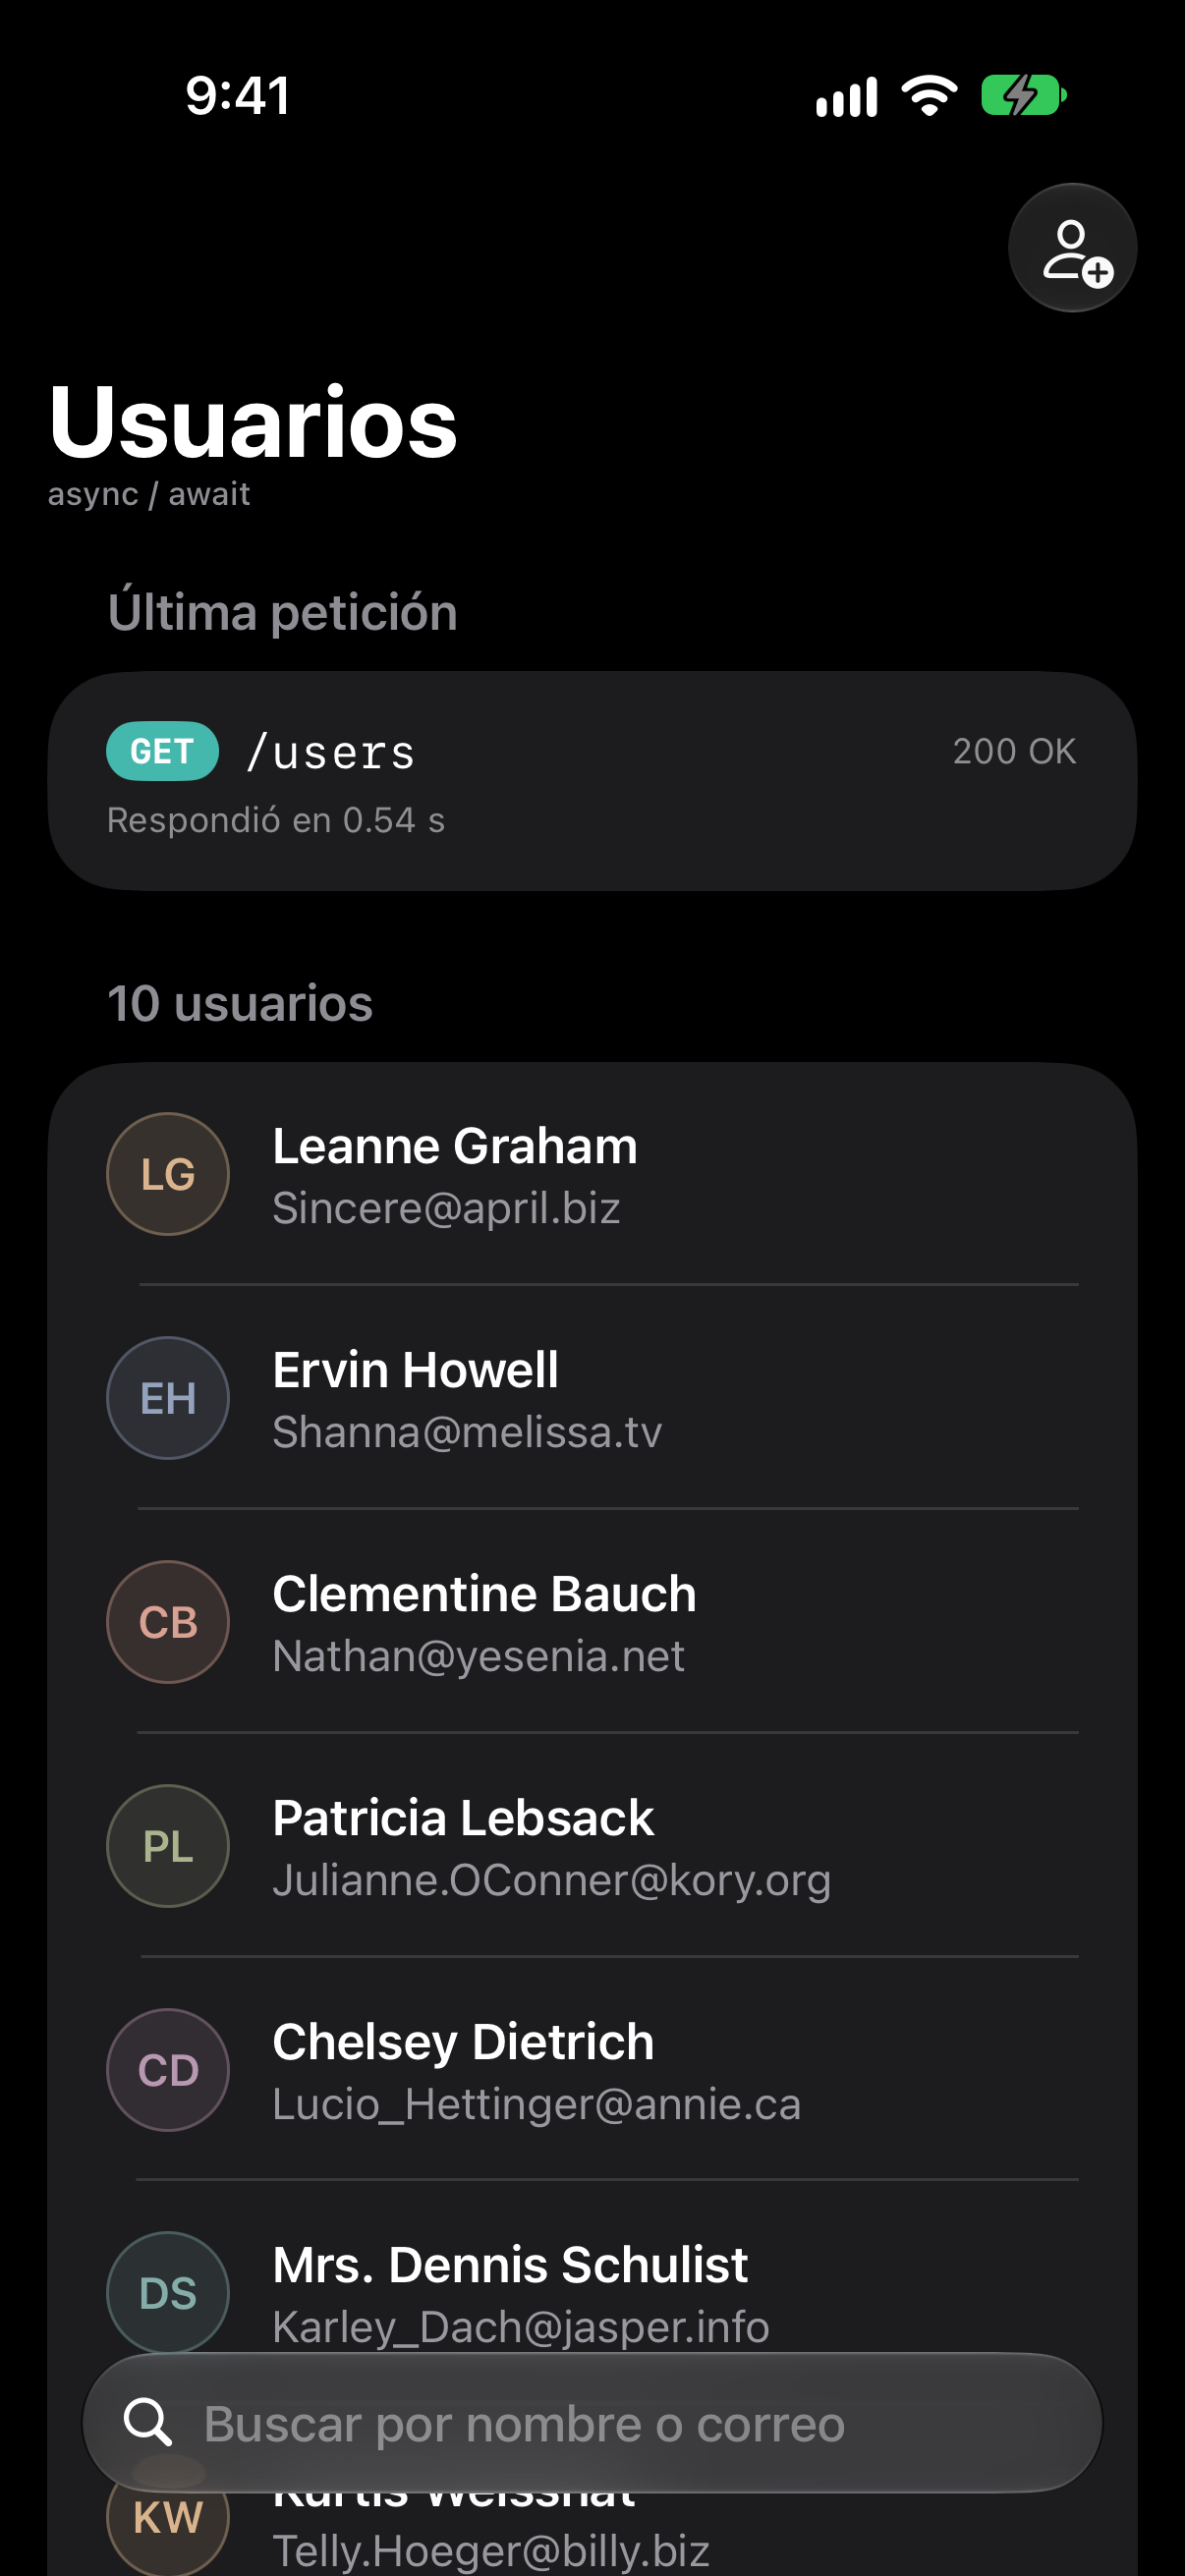 9:41
Usuarios
async / await
Última petición
GET /users 200 OK
Respondió en 0.54 s
10 usuarios
LG Leanne Graham
Sincere@april.biz
EH Ervin Howell
Shanna@melissa.tv
CB Clementine Bauch
Nathan@yesenia.net
PL Patricia Lebsack
Julianne.OConner@kory.org
CD Chelsey Dietrich
Lucio_Hettinger@annie.ca
DS Mrs. Dennis Schulist
Karley_Dach@jasper.info
Buscar por nombre o correo
KW Kurtis Weissnat
Telly.Hoeger@billy.biz